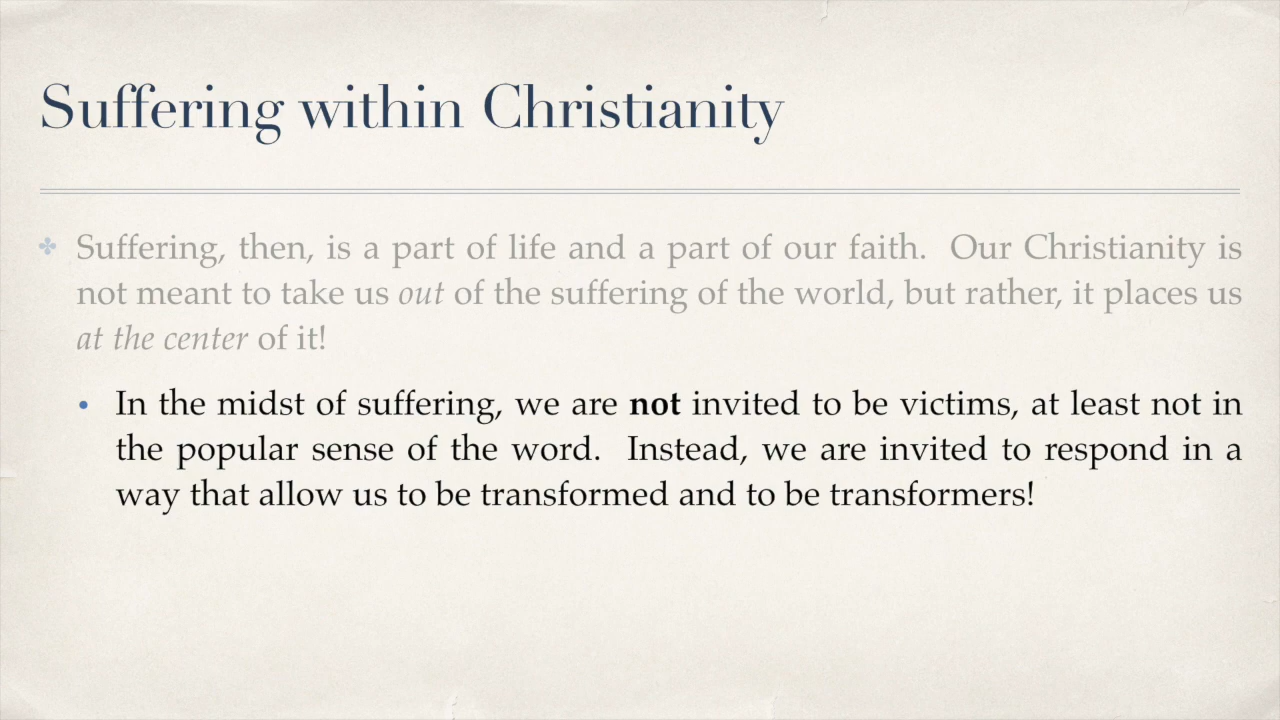 Suffering within Christianity
Suffering, then, is a part of life and a part of our faith. Our Christianity is
not meant to take us out of the suffering of the world, but rather, it places us
at the center of it!
In the midst of suffering, we are not invited to be victims, at least not in
the popular sense of the word. Instead, we are invited to respond in a
way that allow us to be transformed and to be transformers!